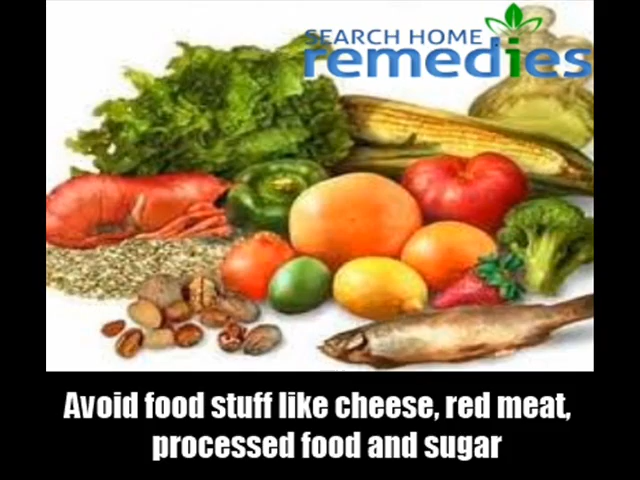 SEARCH HOME
remedies
Avoid food stuff like cheese, red meat,
processed food and sugar